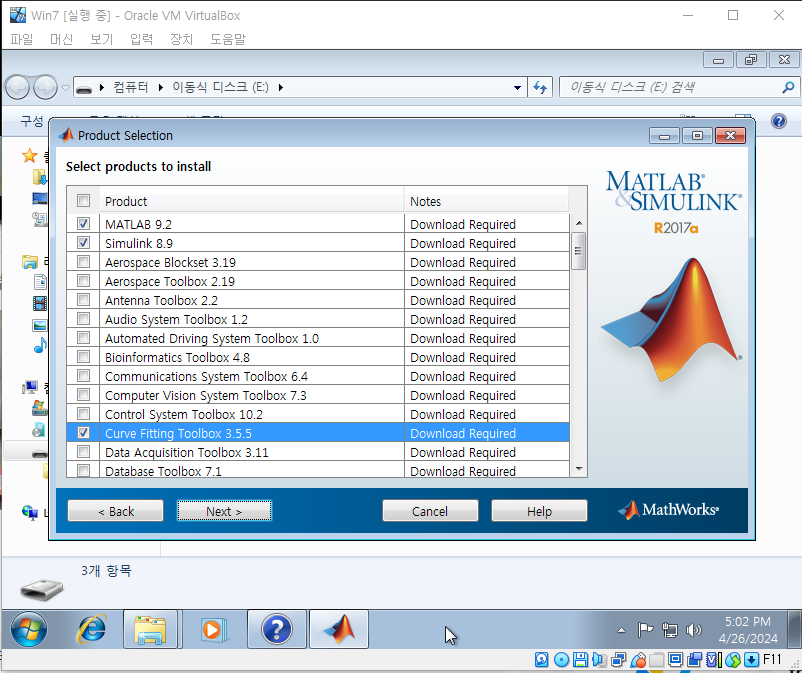 Win7 [실행 중] - Oracle VM VirtualBox
파일 머신 보기 입력 장치 도움말
컴퓨터 이동식 디스크 (E:) 이동식 디스크 (E:) 검색
구성
Product Selection
Select products to install
Product Notes
MATLAB 9.2 Download Required
Simulink 8.9 Download Required
Aerospace Blockset 3.19 Download Required
Aerospace Toolbox 2.19 Download Required
Antenna Toolbox 2.2 Download Required
Audio System Toolbox 1.2 Download Required
Automated Driving System Toolbox 1.0 Download Required
Bioinformatics Toolbox 4.8 Download Required
Communications System Toolbox 6.4 Download Required
Computer Vision System Toolbox 7.3 Download Required
Control System Toolbox 10.2 Download Required
Curve Fitting Toolbox 3.5.5 Download Required
Data Acquisition Toolbox 3.11 Download Required
Database Toolbox 7.1 Download Required
MATLAB®
&SIMULINK®
R2017a
< Back Next > Cancel Help MathWorks®
3개 항목
5:02 PM
4/26/2024
F11